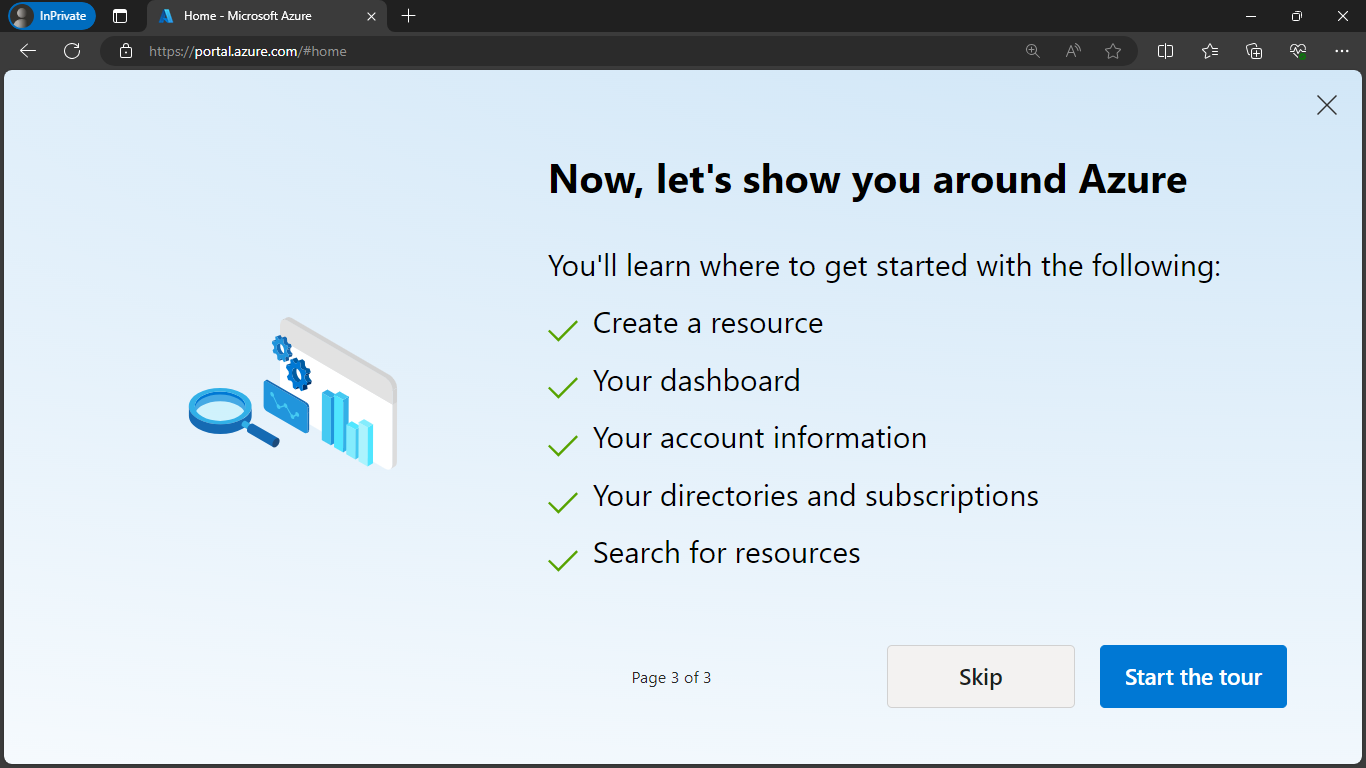 InPrivate
Home - Microsoft Azure
https://portal.azure.com/#home
Now, let's show you around Azure
You'll learn where to get started with the following:
Create a resource
Your dashboard
Your account information
Your directories and subscriptions
Search for resources
Page 3 of 3
Skip
Start the tour